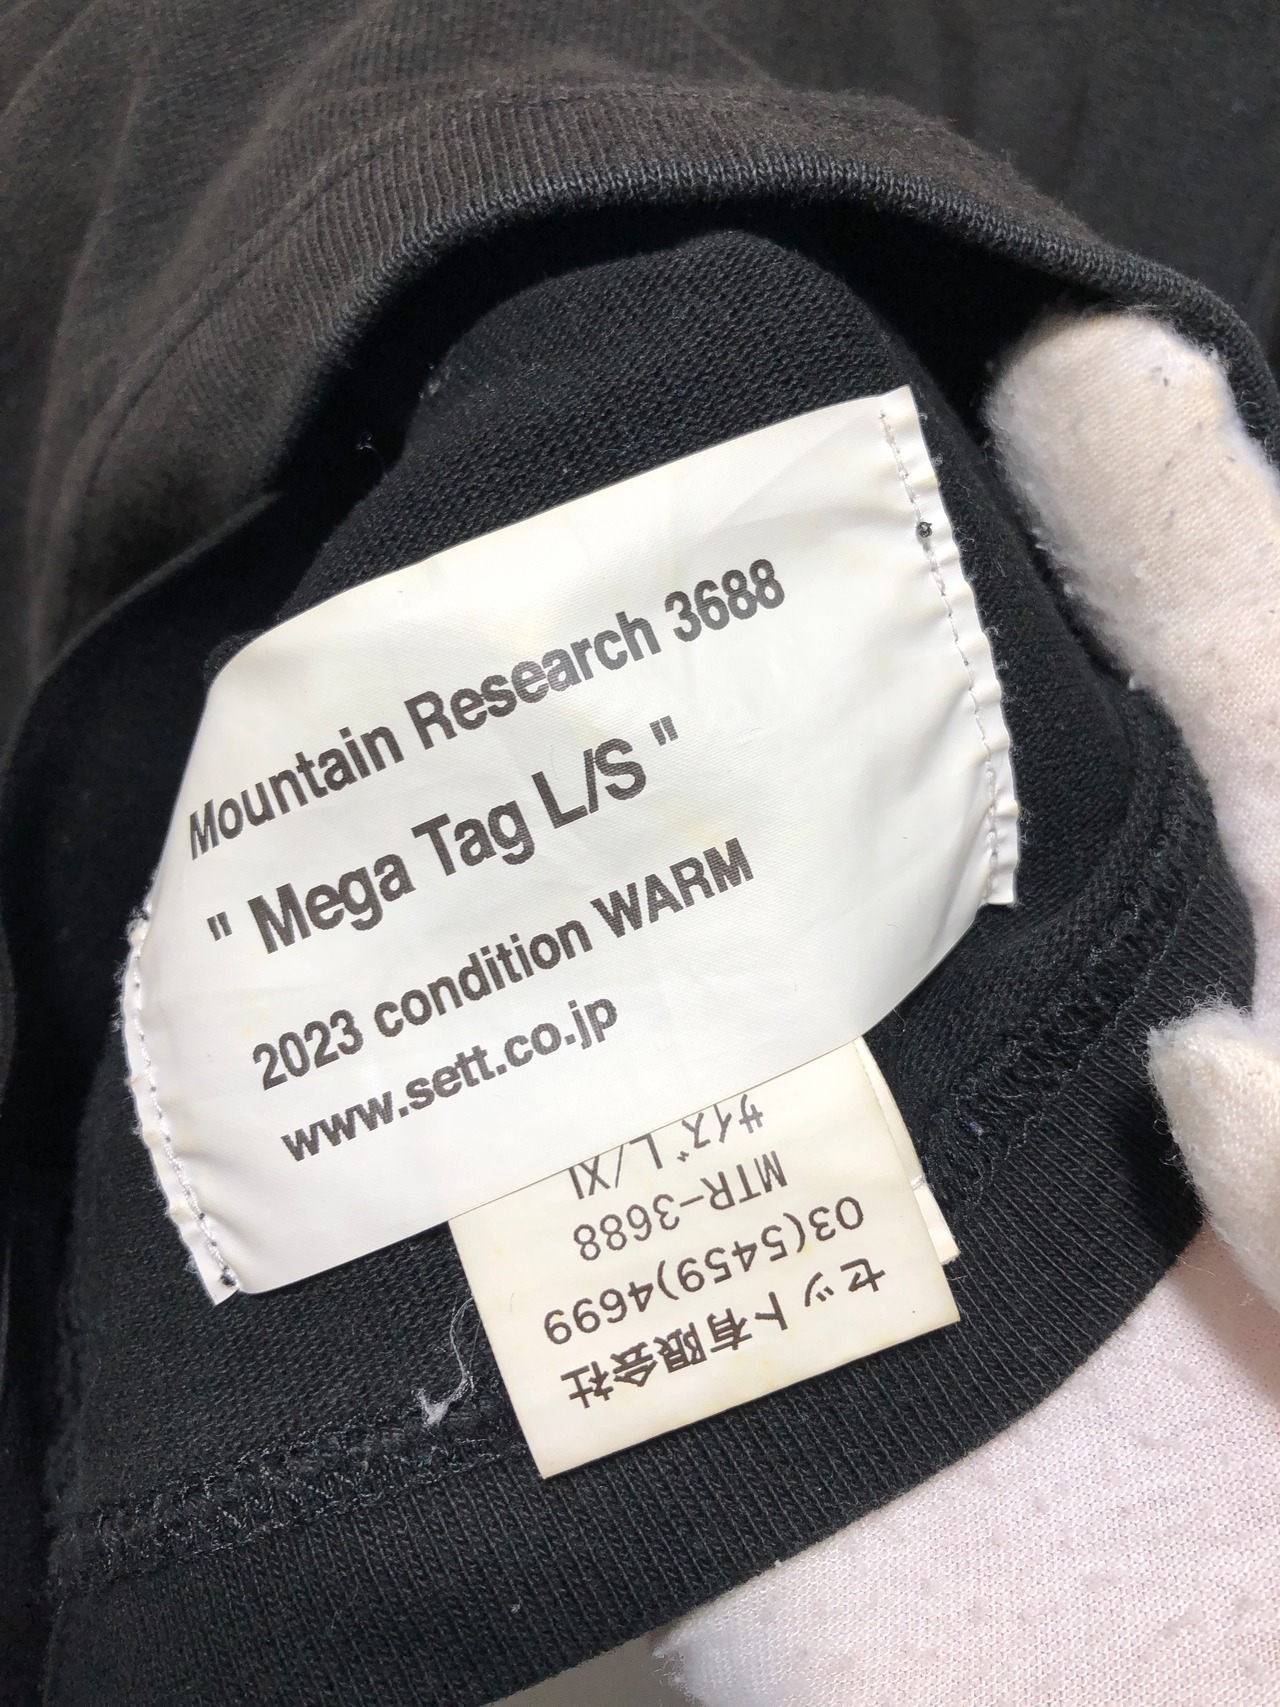 Mountain Research 3688
" Mega Tag L/S "
2023 condition WARM
www.sett.co.jp
セット有限会社
03(5459)4699
MTR-3688
サイズ L/XL